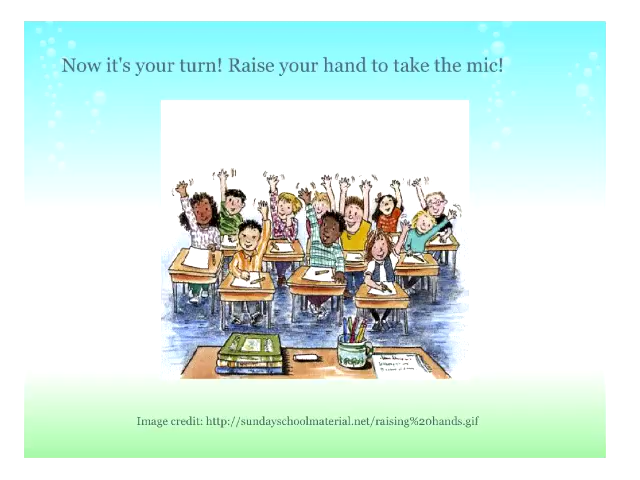 Now it's your turn! Raise your hand to take the mic!
Image credit: http://sundayschoolmaterial.net/raising%20hands.gif